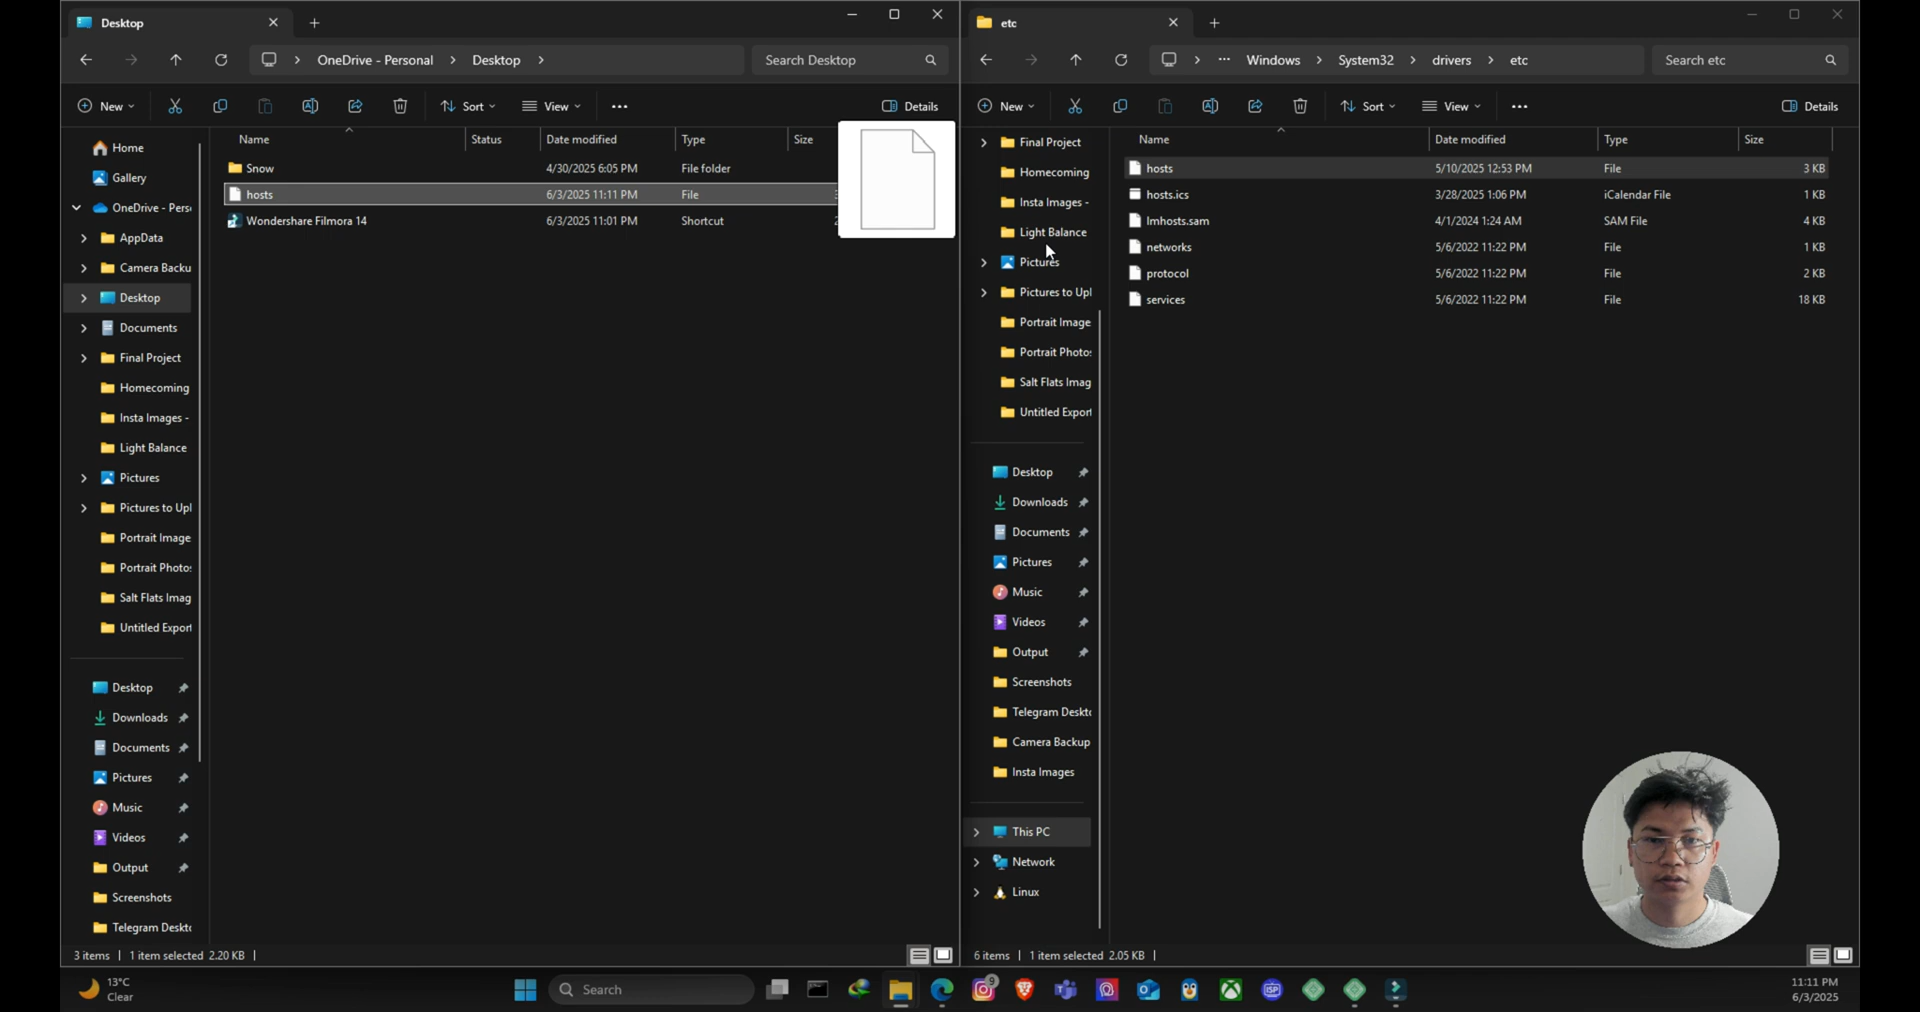 Desktop
OneDrive - Personal
Desktop
Search Desktop
New
Sort
View
Details
Name
Status
Date modified
Type
Size
Home
Gallery
OneDrive - Perso
AppData
Camera Backu
Desktop
Documents
Final Project
Homecoming
Insta Images -
Light Balance
Pictures
Pictures to Upl
Portrait Image
Portrait Photo
Salt Flats Imag
Untitled Export
Desktop
Downloads
Documents
Pictures
Music
Videos
Output
Screenshots
Telegram Deskto
Snow 4/30/2025 6:05 PM File folder
hosts 6/3/2025 11:11 PM File
Wondershare Filmora 14 6/3/2025 11:01 PM Shortcut
3 items 1 item selected 2.20 KB
etc
Windows
System32
drivers
etc
Search etc
New
Sort
View
Details
Name
Date modified
Type
Size
Final Project
Homecoming
Insta Images -
Light Balance
Pictures
Pictures to Upl
Portrait Image
Portrait Photo
Salt Flats Imag
Untitled Export
Desktop
Downloads
Documents
Pictures
Music
Videos
Output
Screenshots
Telegram Deskto
Camera Backup
Insta Images
This PC
Network
Linux
hosts 5/10/2025 12:53 PM File 3 KB
hosts.ics 3/28/2025 1:06 PM iCalendar File 1 KB
lmhosts.sam 4/1/2024 1:24 AM SAM File 4 KB
networks 5/6/2022 11:22 PM File 1 KB
protocol 5/6/2022 11:22 PM File 2 KB
services 5/6/2022 11:22 PM File 18 KB
6 items 1 item selected 2.05 KB
13°C
Clear
Search
ISP
11:11 PM
6/3/2025